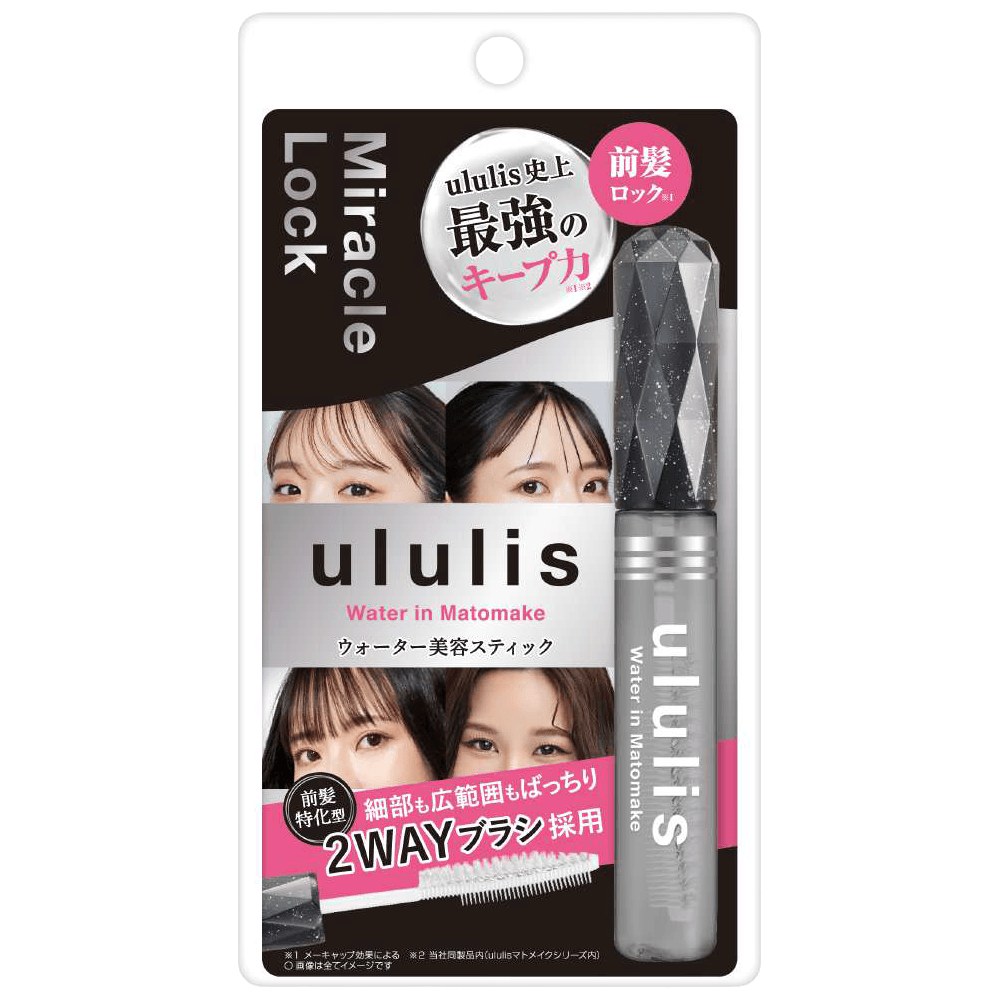 Miracle
Lock
ululis史上
最強の
キープ力※1※2
前髪
ロック※1
ululis
Water in Matomake
ウォーター美容スティック
ululis
Water in Matomake
前髪
特化型
細部も広範囲もばっちり
2WAYブラシ採用
※1 メーキャップ効果による ※2 当社同製品内(ululisマトメイクシリーズ内)
○ 画像は全てイメージです